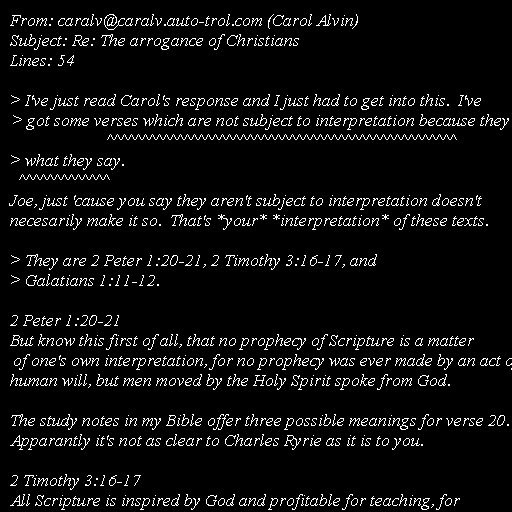 From: caralv@caralv.auto-trol.com (Carol Alvin)
Subject: Re: The arrogance of Christians
Lines: 54

> I've just read Carol's response and I just had to get into this.  I've
> got some verses which are not subject to interpretation because they
^^^^^^^^^^^^^^^^^^^^^^^^^^^^^^^^^^^^^^^^^^^^^^^^^^
> what they say.
^^^^^^^^^^^^^
Joe, just 'cause you say they aren't subject to interpretation doesn't
necesarily make it so.  That's *your* *interpretation* of these texts.

> They are 2 Peter 1:20-21, 2 Timothy 3:16-17, and
> Galatians 1:11-12.

2 Peter 1:20-21
But know this first of all, that no prophecy of Scripture is a matter
of one's own interpretation, for no prophecy was ever made by an act
human will, but men moved by the Holy Spirit spoke from God.

The study notes in my Bible offer three possible meanings for verse 20.
Apparantly it's not as clear to Charles Ryrie as it is to you.

2 Timothy 3:16-17
All Scripture is inspired by God and profitable for teaching, for